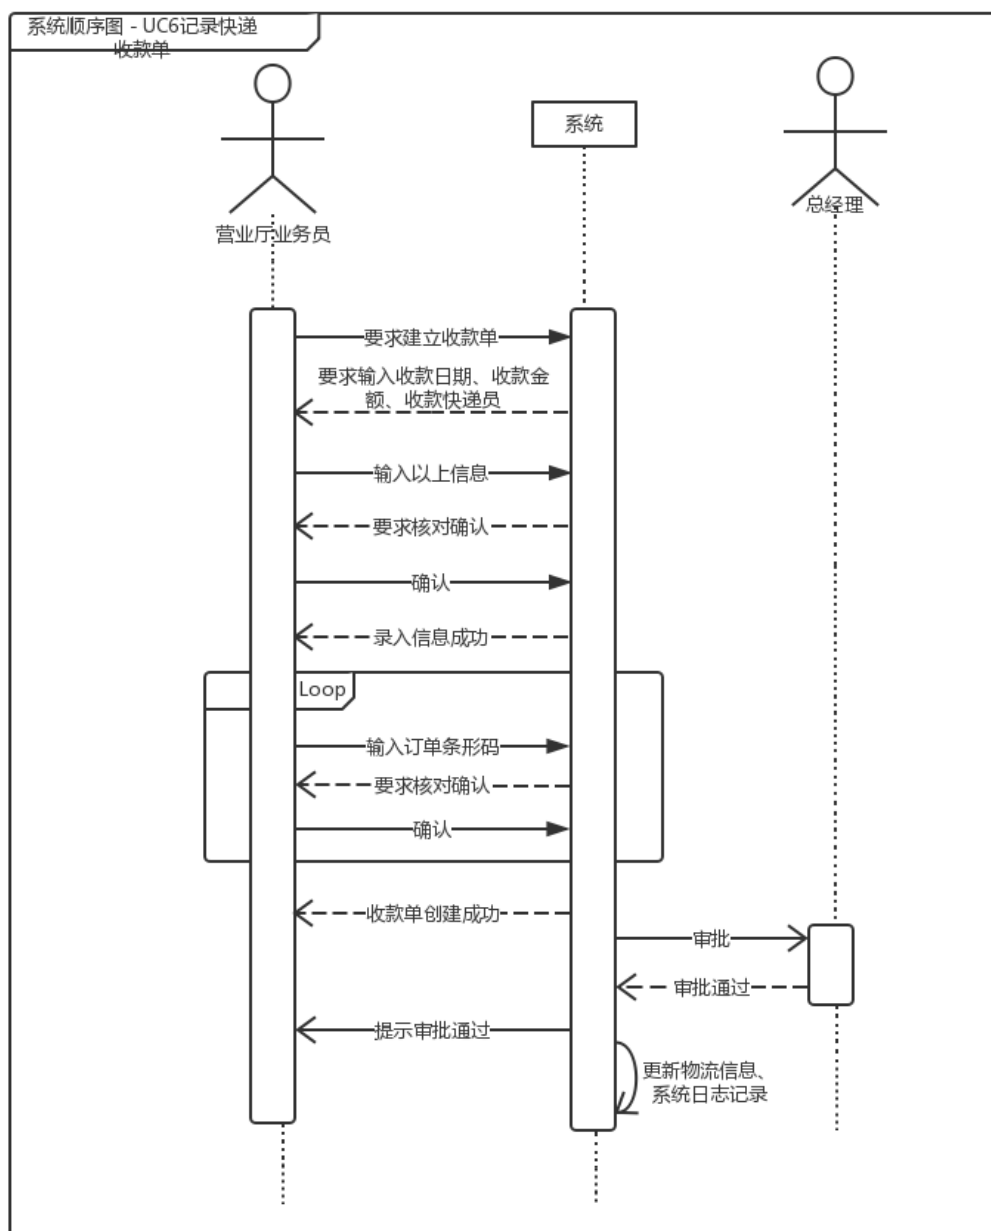 系统顺序图 - UC6记录快递
收款单
系统
总经理
营业厅业务员
要求建立收款单
要求输入收款日期、收款金
额、收款快递员
输入以上信息
要求核对确认
确认
录入信息成功
Loop
输入订单条形码
要求核对确认
确认
收款单创建成功
审批
审批通过
提示审批通过
更新物流信息、
系统日志记录